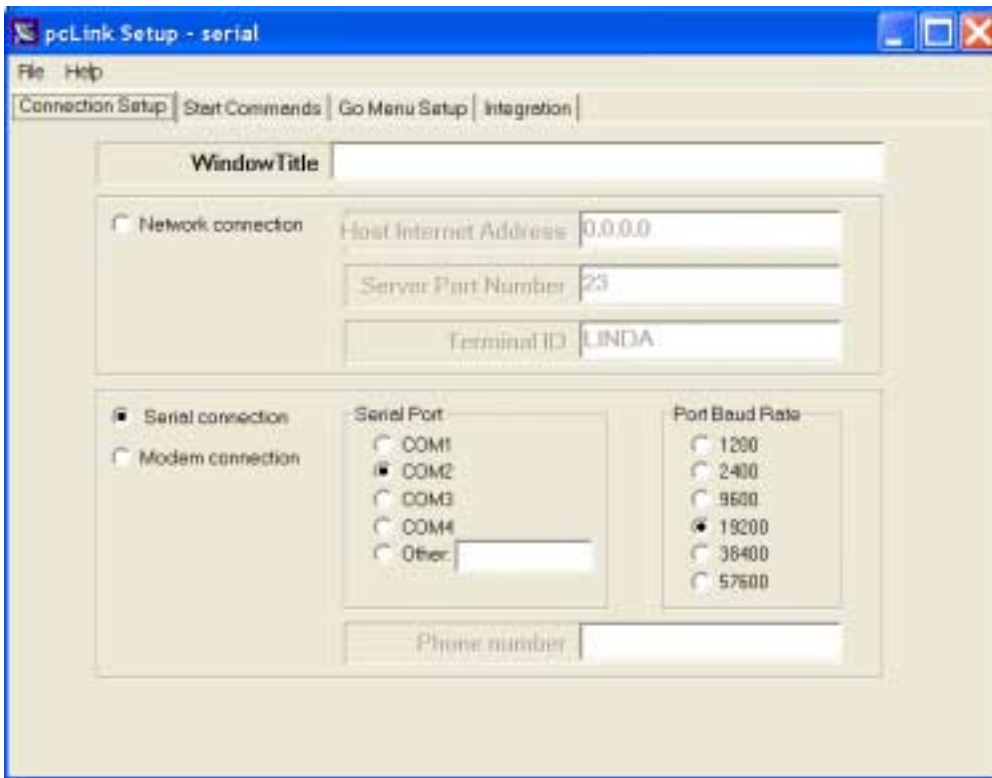 pcLink Setup - serial
File Help
Connection Setup Start Commands Go Menu Setup Integration
WindowTitle
Network connection Host Internet Address 0.0.0.0
Server Port Number 23
Terminal ID LINDA
Serial connection Serial Port Port Baud Rate
Modem connection COM1 1200
COM2 2400
COM3 9600
COM4 19200
Other: 38400
57600
Phone number